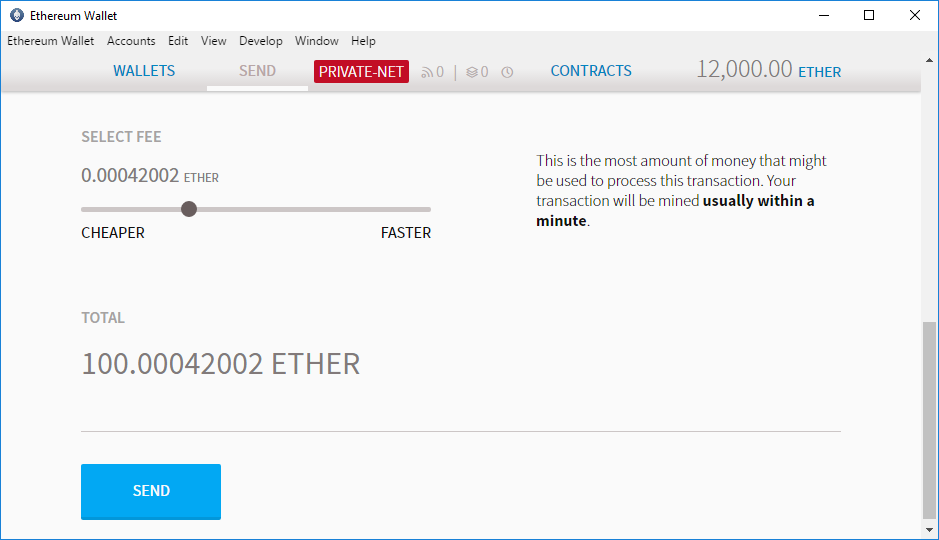 Ethereum Wallet
Ethereum Wallet Accounts Edit View Develop Window Help
WALLETS SEND PRIVATE-NET 0 | 0 CONTRACTS 12,000.00 ETHER
SELECT FEE
0.00042002 ETHER
CHEAPER FASTER
This is the most amount of money that might
be used to process this transaction. Your
transaction will be mined usually within a
minute.
TOTAL
100.00042002 ETHER
SEND